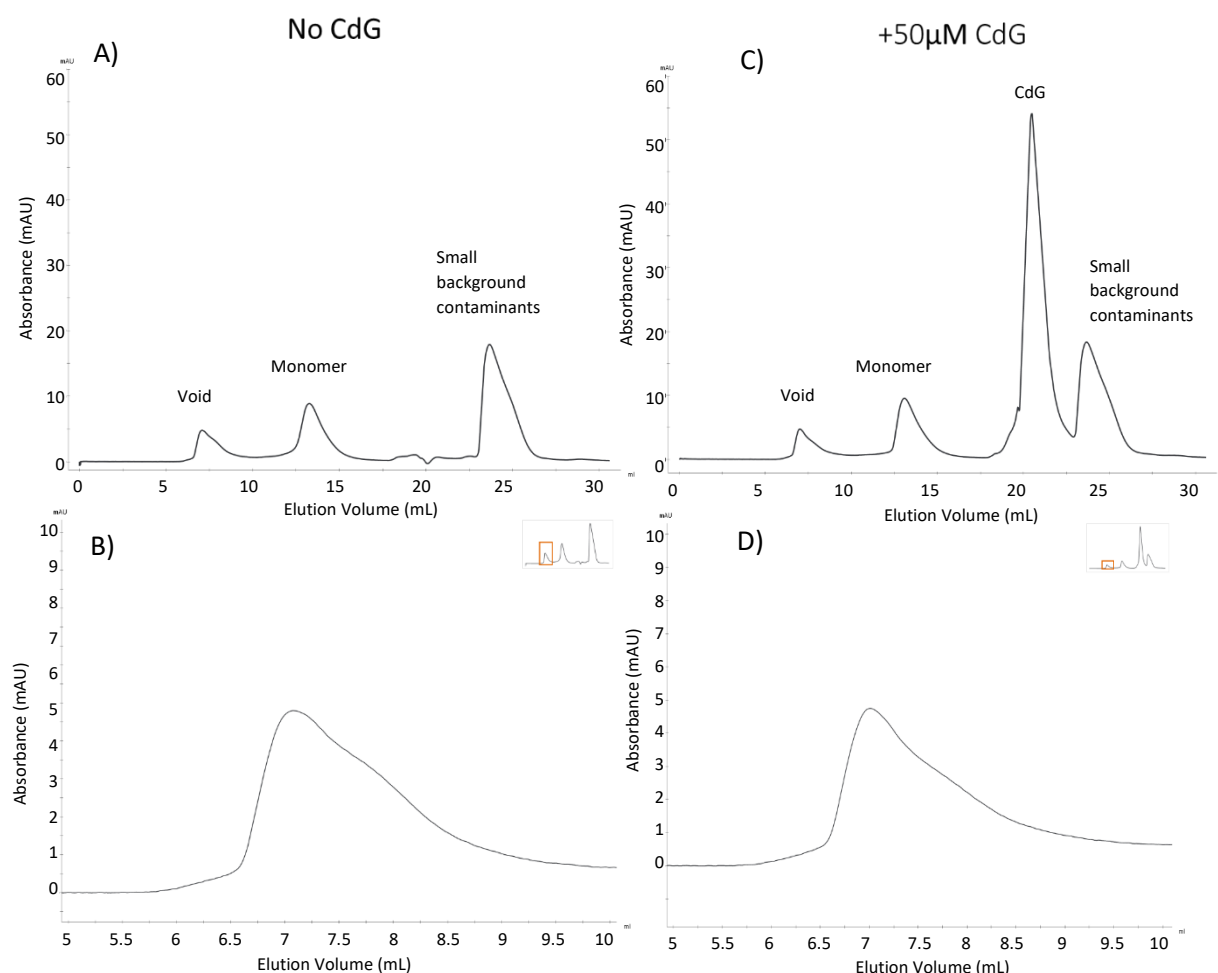 No CdG
A)
mAU
60
50
40
30
20
10
0
Absorbance (mAU)
Void
Monomer
Small
background
contaminants
0 5 10 15 20 25 30
ml
Elution Volume (mL)
+50µM CdG
C)
mAU
60
50
40
30
20
10
0
Absorbance (mAU)
Void
Monomer
CdG
Small
background
contaminants
0 5 10 15 20 25 30
ml
Elution Volume (mL)
B)
mAU
10
9
8
7
6
5
4
3
2
1
0
Absorbance (mAU)
5 5.5 6 6.5 7 7.5 8 8.5 9 9.5 10
ml
Elution Volume (mL)
D)
mAU
10
9
8
7
6
5
4
3
2
1
0
Absorbance (mAU)
5 5.5 6 6.5 7 7.5 8 8.5 9 9.5 10
ml
Elution Volume (mL)